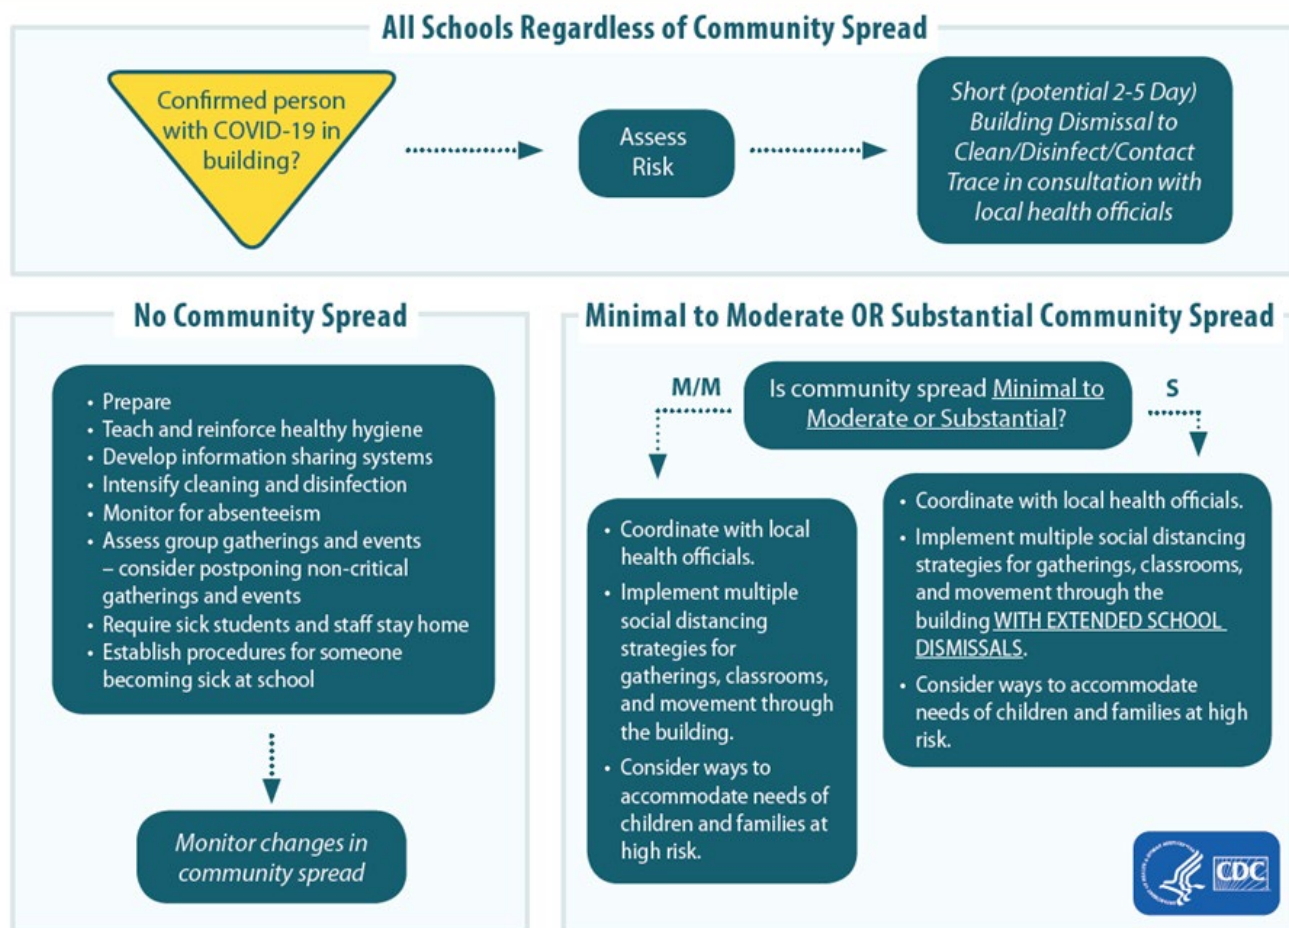 All Schools Regardless of Community Spread
Confirmed person
with COVID-19 in
building?
Assess
Risk
Short (potential 2-5 Day)
Building Dismissal to
Clean/Disinfect/Contact
Trace in consultation with
local health officials
No Community Spread
• Prepare
• Teach and reinforce healthy hygiene
• Develop information sharing systems
• Intensify cleaning and disinfection
• Monitor for absenteeism
• Assess group gatherings and events
– consider postponing non-critical
gatherings and events
• Require sick students and staff stay home
• Establish procedures for someone
becoming sick at school
Monitor changes in
community spread
Minimal to Moderate OR Substantial Community Spread
M/M
Is community spread Minimal to
Moderate or Substantial?
S
• Coordinate with local
health officials.
• Implement multiple
social distancing
strategies for
gatherings, classrooms,
and movement through
the building.
• Consider ways to
accommodate needs of
children and families at
high risk.
• Coordinate with local health officials.
• Implement multiple social distancing
strategies for gatherings, classrooms,
and movement through the
building WITH EXTENDED SCHOOL
DISMISSALS.
• Consider ways to accommodate
needs of children and families at high
risk.
CDC